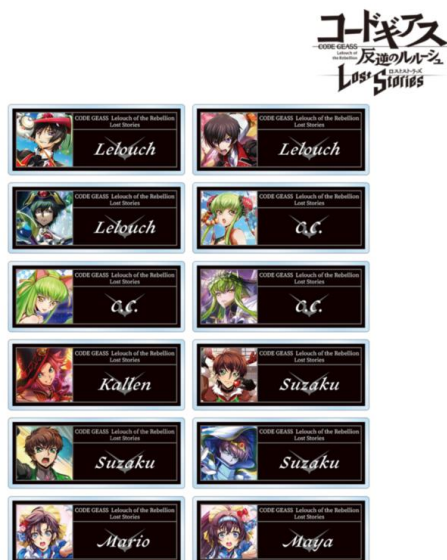 コードギアス
CODE GEASS
Lelouch of
the Rebellion
反逆のルルーシュ
ロストストーリーズ
Lost Stories
CODE GEASS Lelouch of the Rebellion
Lost Stories
Lelouch
CODE GEASS Lelouch of the Rebellion
Lost Stories
Lelouch
CODE GEASS Lelouch of the Rebellion
Lost Stories
Lelouch
CODE GEASS Lelouch of the Rebellion
Lost Stories
C.C.
CODE GEASS Lelouch of the Rebellion
Lost Stories
C.C.
CODE GEASS Lelouch of the Rebellion
Lost Stories
C.C.
CODE GEASS Lelouch of the Rebellion
Lost Stories
Kallen
CODE GEASS Lelouch of the Rebellion
Lost Stories
Suzaku
CODE GEASS Lelouch of the Rebellion
Lost Stories
Suzaku
CODE GEASS Lelouch of the Rebellion
Lost Stories
Suzaku
CODE GEASS Lelouch of the Rebellion
Lost Stories
Mario
CODE GEASS Lelouch of the Rebellion
Lost Stories
Maya